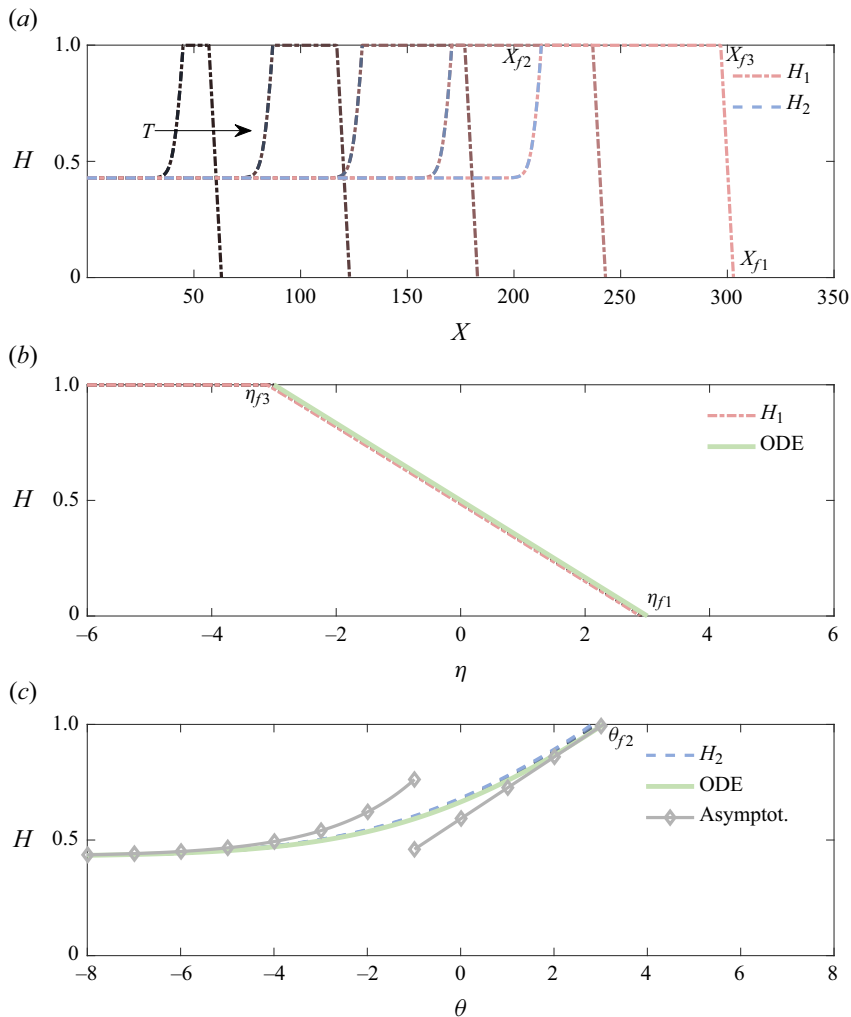 (a)
1.0
X_{f2}
X_{f3}
H_1
T
H_2
H
0.5
X_{f1}
0
50
100
150
200
250
300
350
X
(b)
1.0
η_{f3}
H_1
ODE
H
0.5
η_{f1}
0
–6
–4
–2
0
2
4
6
η
(c)
1.0
θ_{f2}
H_2
ODE
H
0.5
Asymptot.
0
–8
–6
–4
–2
0
2
4
6
8
θ